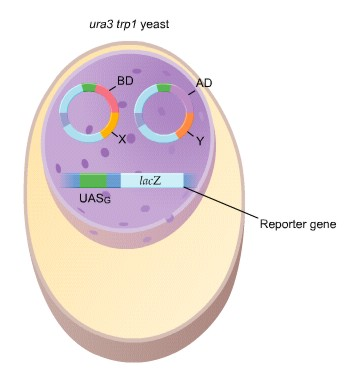 ura3 trp1 yeast
BD
AD
X
Y
lacZ
UASG
Reporter gene